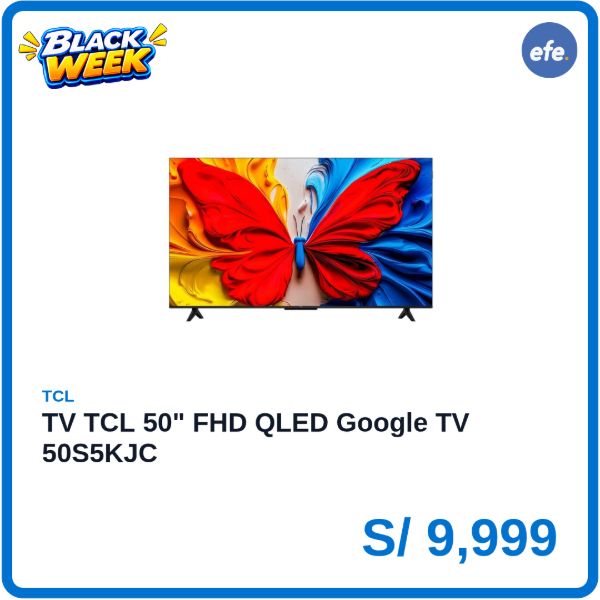 BLACK
WEEK
efe.
TCL
TV TCL 50" FHD QLED Google TV
50S5KJC
S/ 9,999